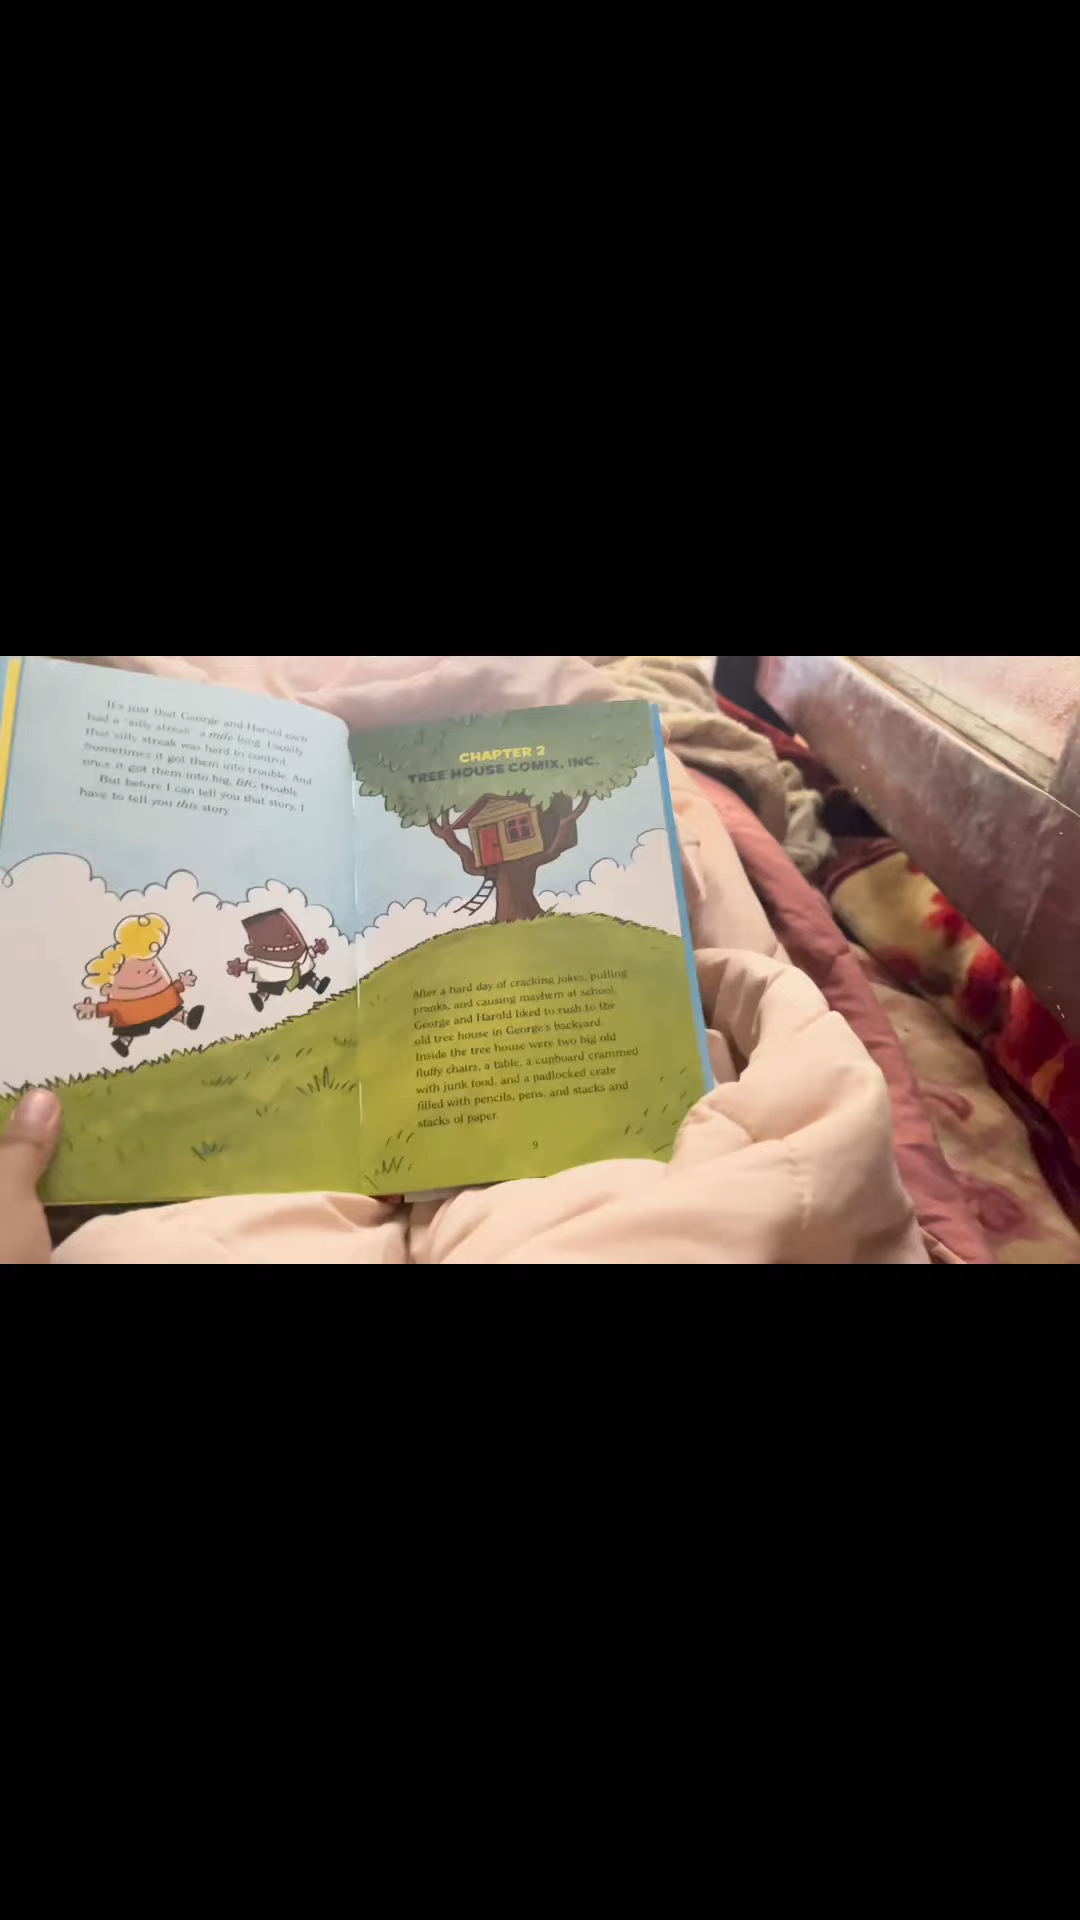 It's just that George and Harold each
had a "silly streak" a mile long. Usually
that silly streak was hard to control.
Sometimes it got them into trouble. And
once it got them into big, BIG trouble.
But before I can tell you that story, I
have to tell you this story.
CHAPTER 2
TREE HOUSE COMIX, INC.
After a hard day of cracking jokes, pulling
pranks, and causing mayhem at school,
George and Harold liked to rush to the
old tree house in George's backyard.
Inside the tree house were two big old
fluffy chairs, a table, a cupboard crammed
with junk food, and a padlocked crate
filled with pencils, pens, and stacks and
stacks of paper.
9